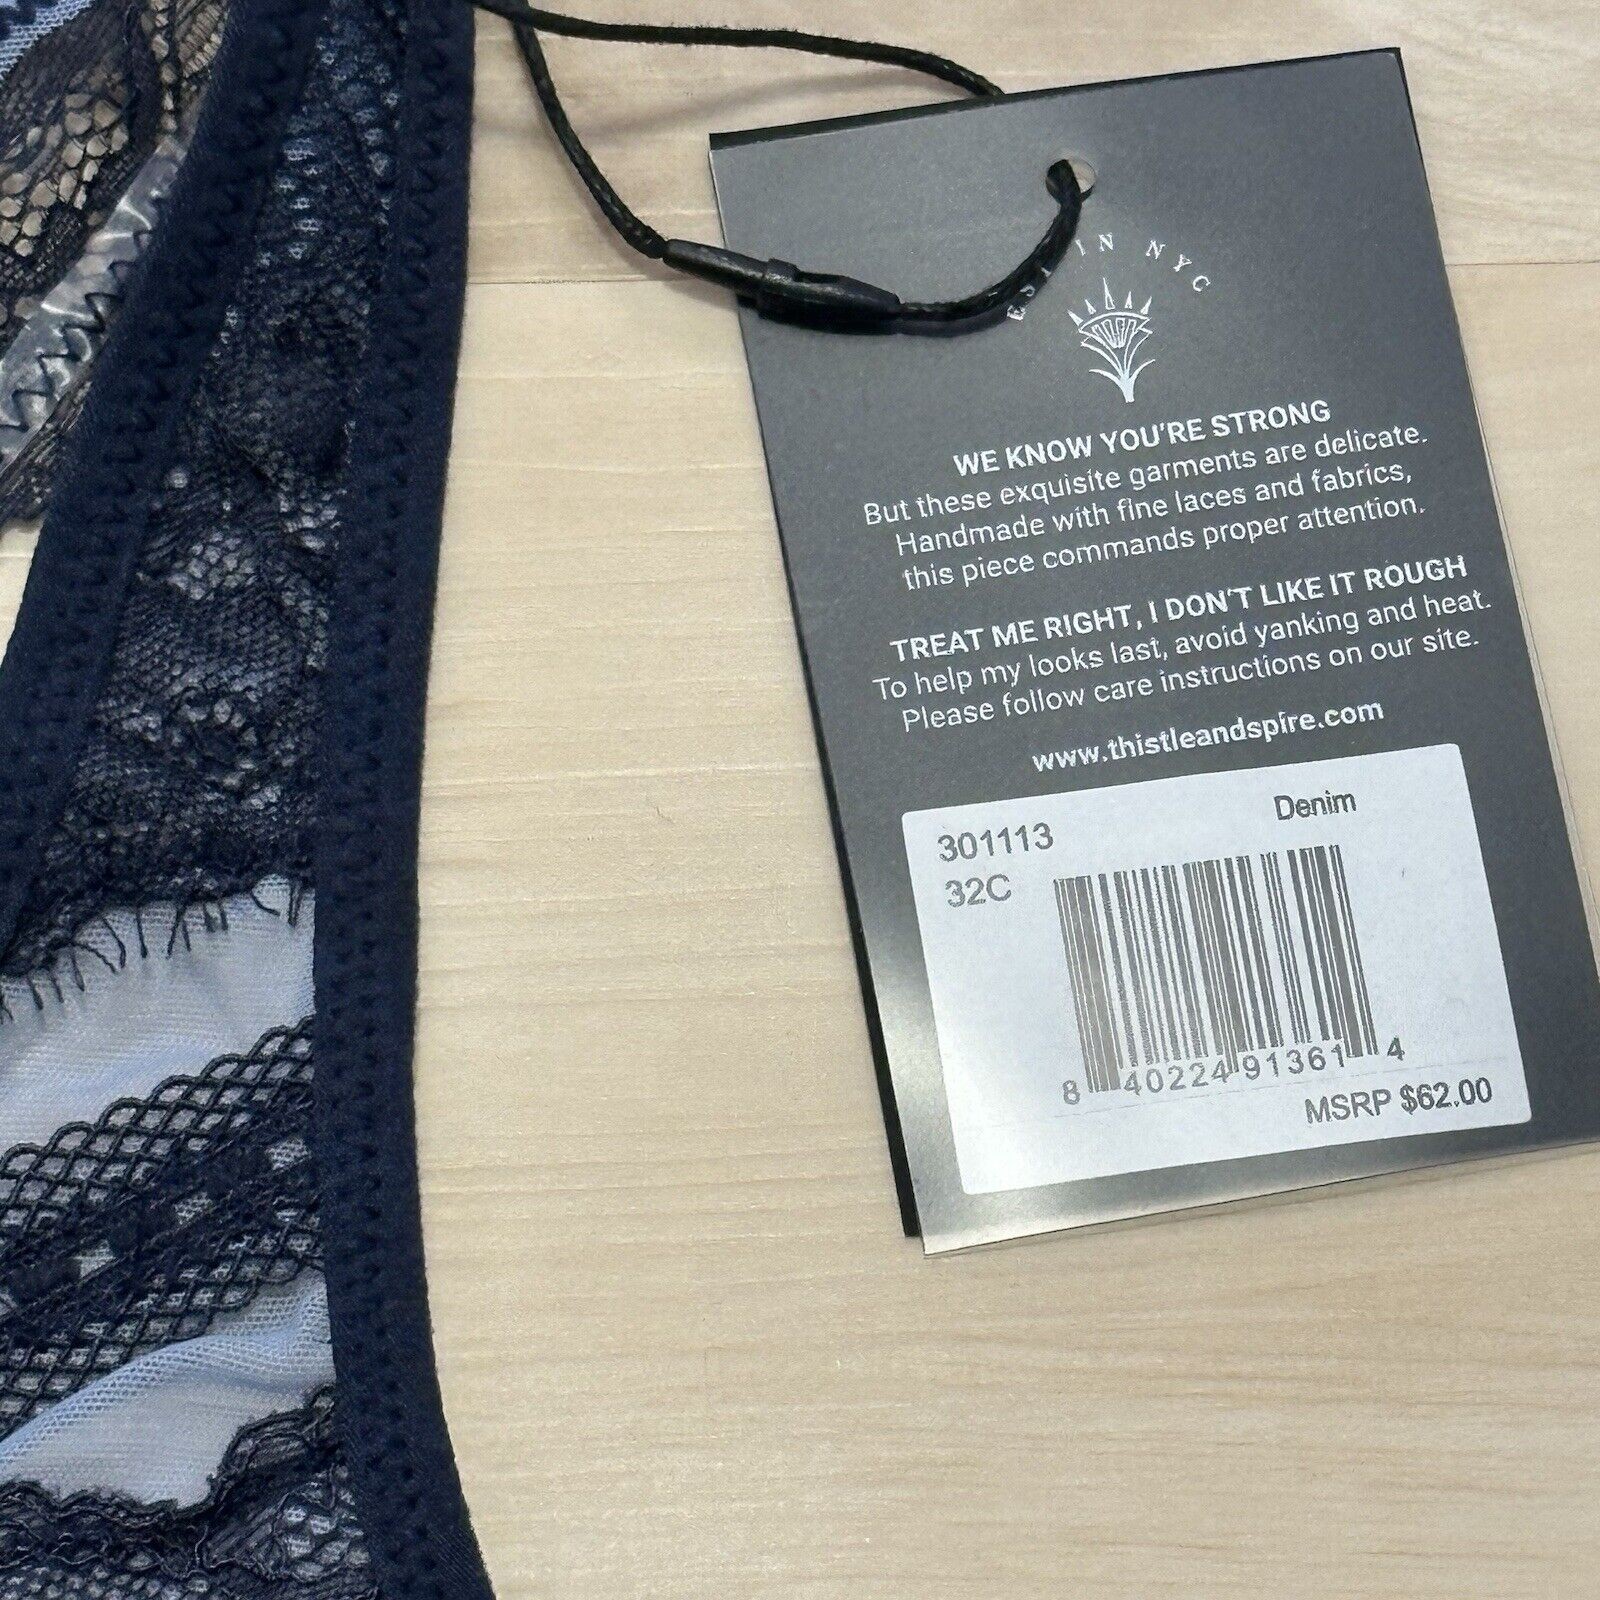 EST IN NYC
WE KNOW YOU'RE STRONG
But these exquisite garments are delicate.
Handmade with fine laces and fabrics,
this piece commands proper attention.
TREAT ME RIGHT, I DON'T LIKE IT ROUGH
To help my looks last, avoid yanking and heat.
Please follow care instructions on our site.
www.thistleandspire.com
Denim
301113
32C
8 40224 91361 4
MSRP $62.00